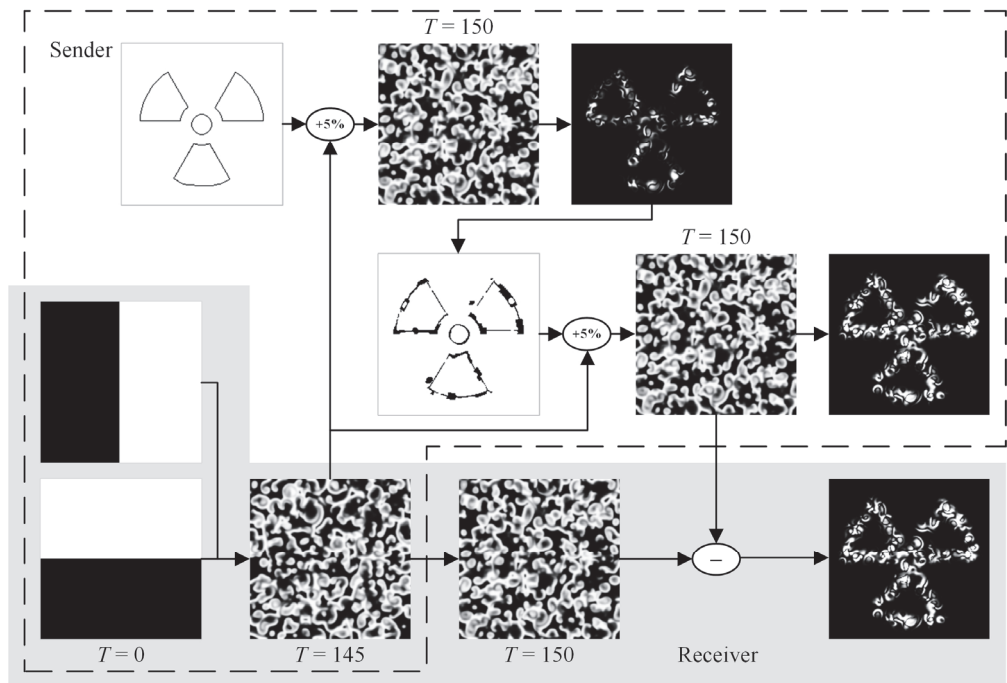 T = 150
Sender
+5%
T = 150
+5%
–
T = 0
T = 145
T = 150
Receiver